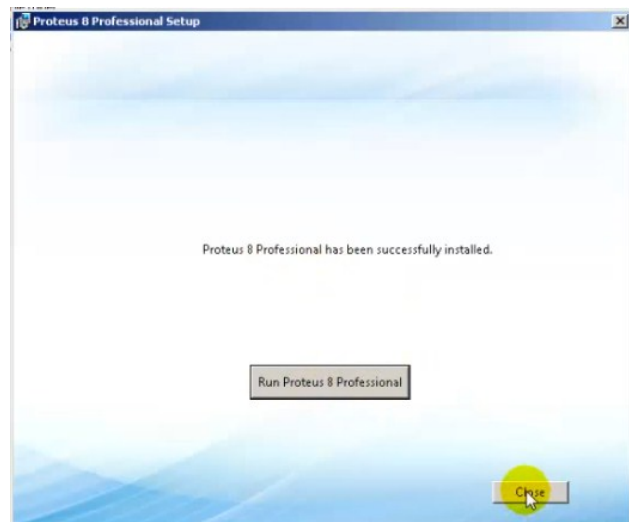 Proteus 8 Professional Setup
Proteus 8 Professional has been successfully installed.
Run Proteus 8 Professional
Close